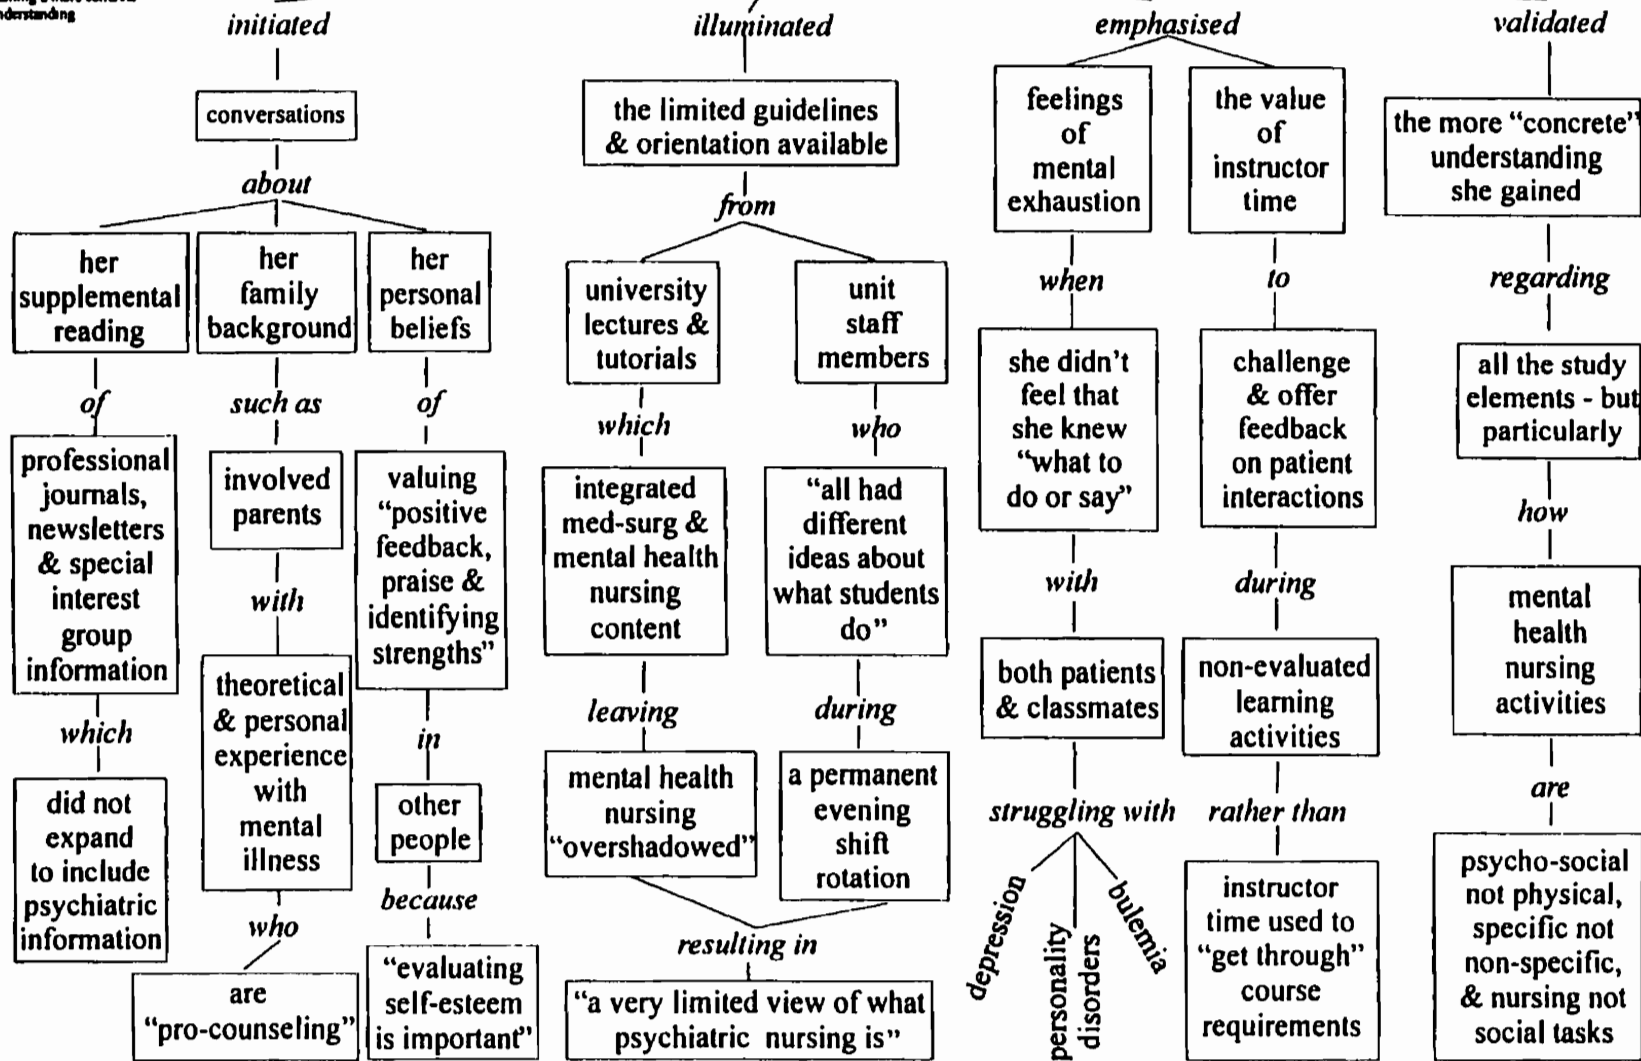 understanding
initiated
conversations
about
her
supplemental
reading
of
professional
journals,
newsletters
& special
interest
group
information
which
did not
expand
to include
psychiatric
information
her
family
background
such as
involved
parents
with
theoretical
& personal
experience
with
mental
illness
who
are
"pro-counseling"
her
personal
beliefs
of
valuing
"positive
feedback,
praise &
identifying
strengths"
in
other
people
because
"evaluating
self-esteem
is important"
illuminated
the limited guidelines
& orientation available
from
university
lectures &
tutorials
which
integrated
med-surg &
mental health
nursing
content
leaving
mental health
nursing
"overshadowed"
unit
staff
members
who
"all had
different
ideas about
what students
do"
during
a permanent
evening
shift
rotation
resulting in
"a very limited view of what
psychiatric nursing is"
emphasised
feelings
of
mental
exhaustion
when
she didn't
feel that
she knew
"what to
do or say"
with
both patients
& classmates
struggling with
depression
personality
disorders
bulemia
the value
of
instructor
time
to
challenge
& offer
feedback
on patient
interactions
during
non-evaluated
learning
activities
rather than
instructor
time used to
"get through"
course
requirements
validated
the more "concrete"
understanding
she gained
regarding
all the study
elements - but
particularly
how
mental
health
nursing
activities
are
psycho-social
not physical,
specific not
non-specific,
& nursing not
social tasks